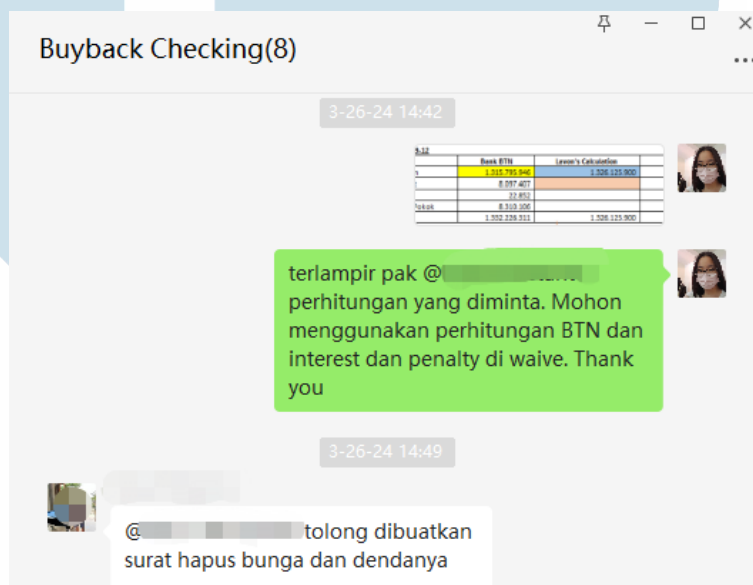 Buyback Checking(8)
3-26-24 14:42
Bank BTN
1.315.795.946
1.326.125.900
8.097.407
22.852
Pokok
8.310.106
1.332.226.311
1.326.125.900
terlampir pak @
perhitungan yang diminta. Mohon
menggunakan perhitungan BTN dan
interest dan penalty di waive. Thank
you
3-26-24 14:49
@
tolong dibuatkan
surat hapus bunga dan dendanya